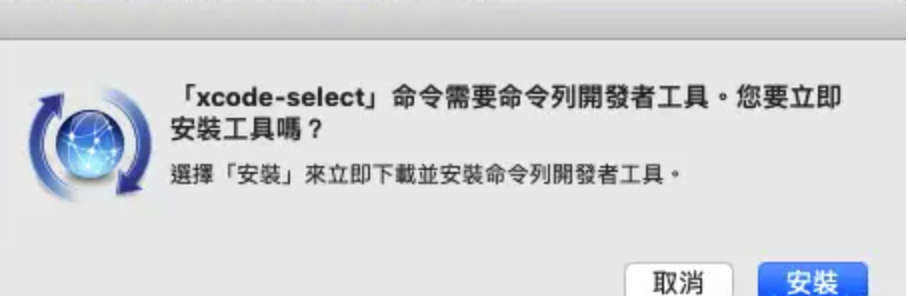 「xcode-select」命令需要命令列開發者工具。您要立即
安裝工具嗎？
選擇「安裝」來立即下載並安裝命令列開發者工具。
取消
安裝